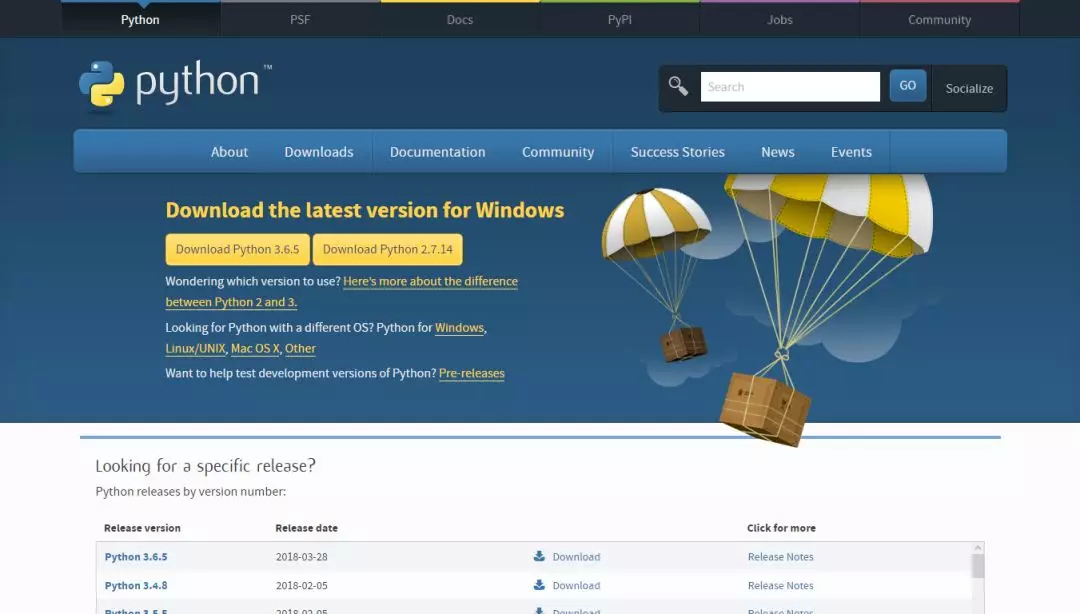 Python PSF Docs PyPI Jobs Community
python™
Search GO Socialize
About Downloads Documentation Community Success Stories News Events
Download the latest version for Windows
Download Python 3.6.5 Download Python 2.7.14
Wondering which version to use? Here's more about the difference
between Python 2 and 3.
Looking for Python with a different OS? Python for Windows,
Linux/UNIX, Mac OS X, Other
Want to help test development versions of Python? Pre-releases
Looking for a specific release?
Python releases by version number:
Release version Release date Click for more
Python 3.6.5 2018-03-28 Download Release Notes
Python 3.4.8 2018-02-05 Download Release Notes
Python 3.5.5 2018-02-05 Download Release Notes